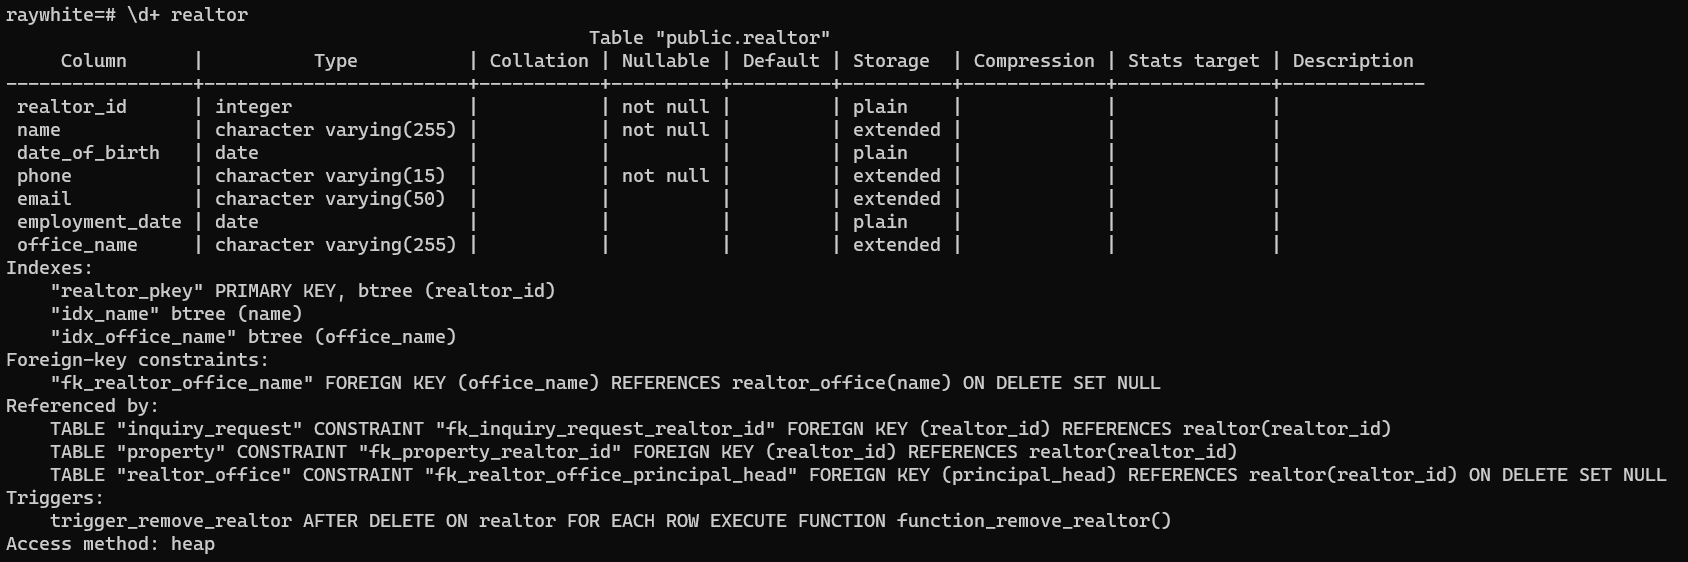 raywhite=# \d+ realtor
                                                     Table "public.realtor"
     Column      |          Type          | Collation | Nullable | Default | Storage  | Compression | Stats target | Description
-----------------+------------------------+-----------+----------+---------+----------+-------------+--------------+-------------
 realtor_id      | integer                |           | not null |         | plain    |             |              |
 name            | character varying(255) |           | not null |         | extended |             |              |
 date_of_birth   | date                   |           |          |         | plain    |             |              |
 phone           | character varying(15)  |           | not null |         | extended |             |              |
 email           | character varying(50)  |           |          |         | extended |             |              |
 employment_date | date                   |           |          |         | plain    |             |              |
 office_name     | character varying(255) |           |          |         | extended |             |              |
Indexes:
    "realtor_pkey" PRIMARY KEY, btree (realtor_id)
    "idx_name" btree (name)
    "idx_office_name" btree (office_name)
Foreign-key constraints:
    "fk_realtor_office_name" FOREIGN KEY (office_name) REFERENCES realtor_office(name) ON DELETE SET NULL
Referenced by:
    TABLE "inquiry_request" CONSTRAINT "fk_inquiry_request_realtor_id" FOREIGN KEY (realtor_id) REFERENCES realtor(realtor_id)
    TABLE "property" CONSTRAINT "fk_property_realtor_id" FOREIGN KEY (realtor_id) REFERENCES realtor(realtor_id)
    TABLE "realtor_office" CONSTRAINT "fk_realtor_office_principal_head" FOREIGN KEY (principal_head) REFERENCES realtor(realtor_id) ON DELETE SET NULL
Triggers:
    trigger_remove_realtor AFTER DELETE ON realtor FOR EACH ROW EXECUTE FUNCTION function_remove_realtor()
Access method: heap